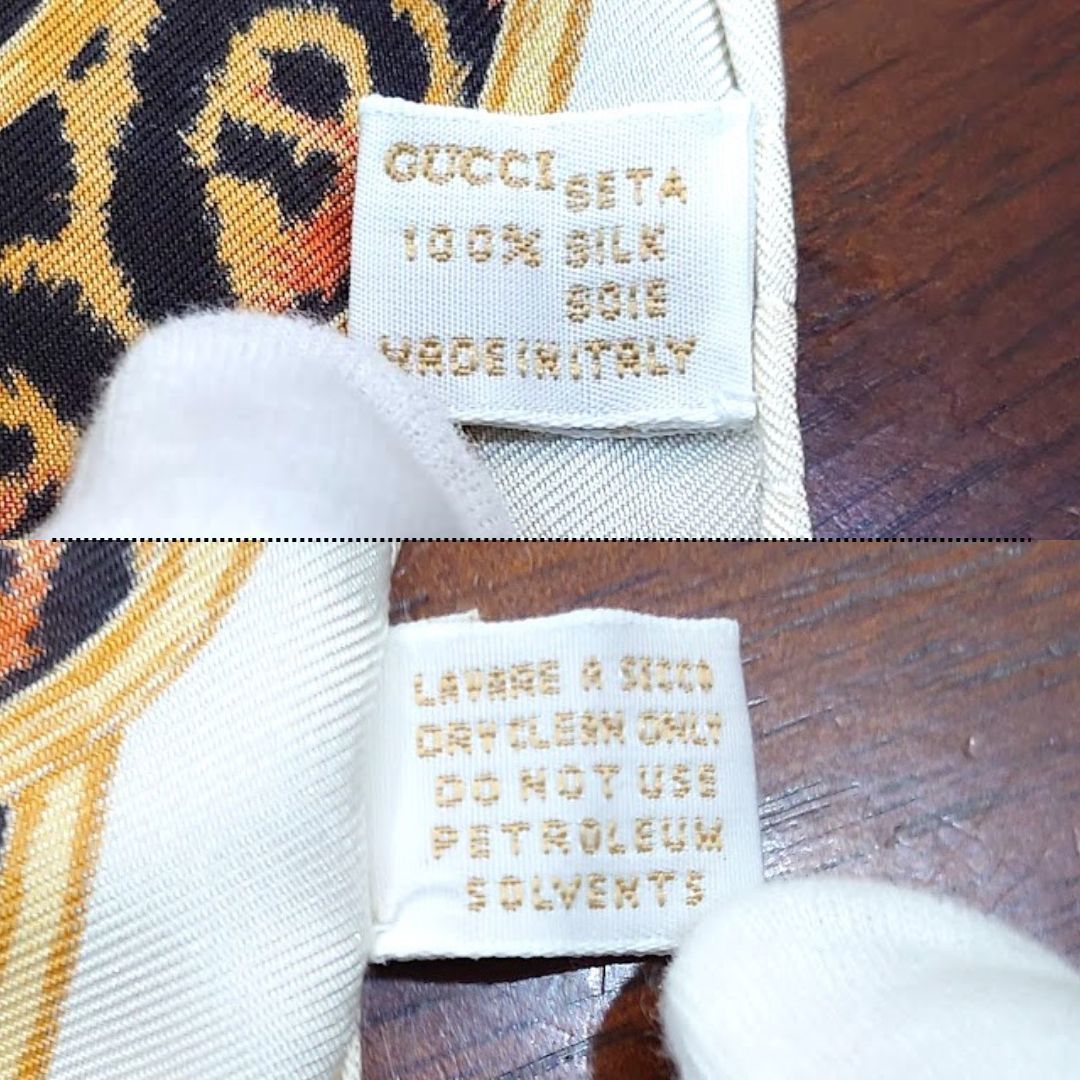 GUCCI SETA
100% SILK
SOIE
MADE IN ITALY
LAVARE A SECCO
DRY CLEAN ONLY
DO NOT USE
PETROLEUM
SOLVENTS